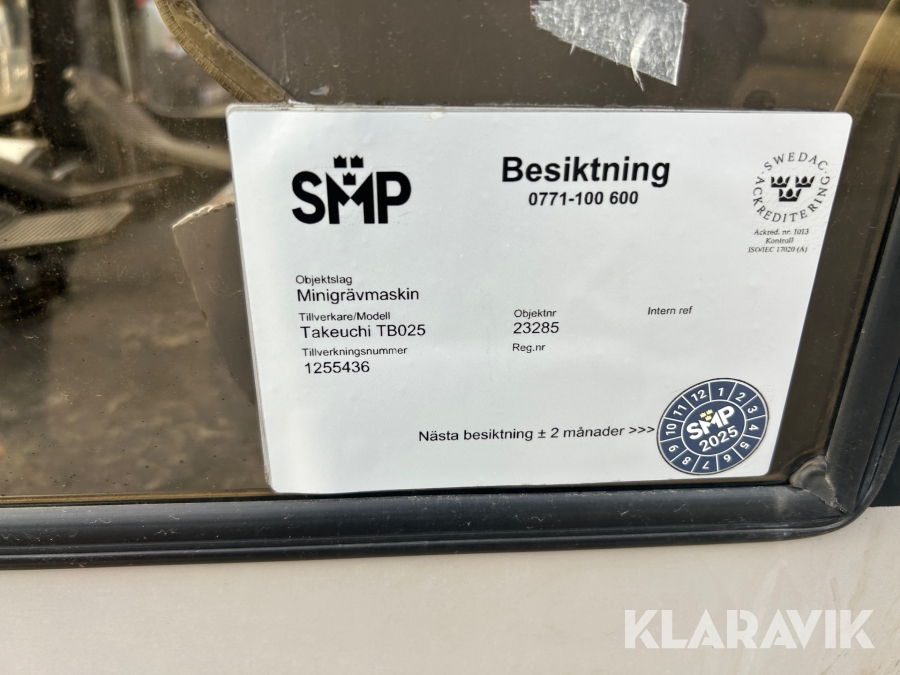 SMP
Besiktning
0771-100 600
SWEDAC
ACKREDITERING
Ackred. nr. 1013
Kontroll
ISO/IEC 17020 (A)
Objektslag
Minigrävmaskin
Tillverkare/Modell
Takeuchi TB025
Objektnr
23285
Intern ref
Tillverkningsnummer
1255436
Reg.nr
Nästa besiktning ± 2 månader >>>
1 2 3 4 5 6 7 8 9 10 11 12
SMP
2025
KLARAVIK